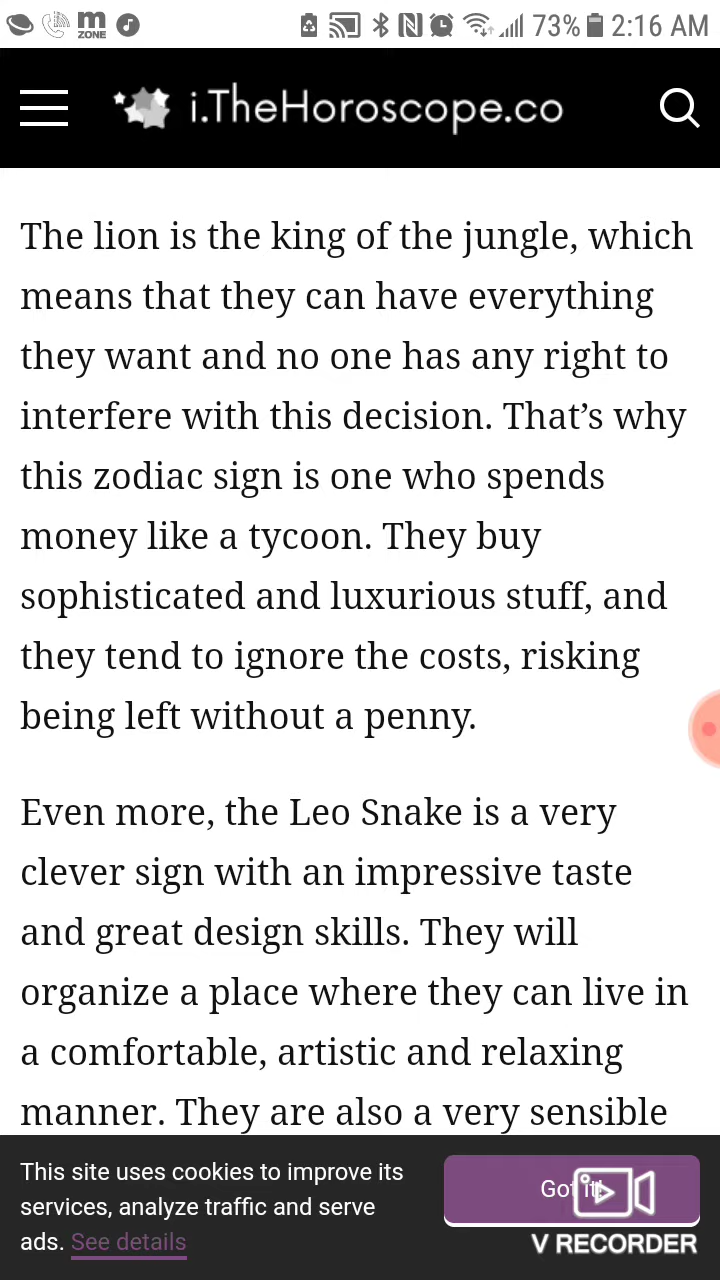 m
ZONE
73% 2:16 AM
i.TheHoroscope.co
The lion is the king of the jungle, which
means that they can have everything
they want and no one has any right to
interfere with this decision. That’s why
this zodiac sign is one who spends
money like a tycoon. They buy
sophisticated and luxurious stuff, and
they tend to ignore the costs, risking
being left without a penny.
Even more, the Leo Snake is a very
clever sign with an impressive taste
and great design skills. They will
organize a place where they can live in
a comfortable, artistic and relaxing
manner. They are also a very sensible
This site uses cookies to improve its
services, analyze traffic and serve
ads. See details
Got it!
V RECORDER